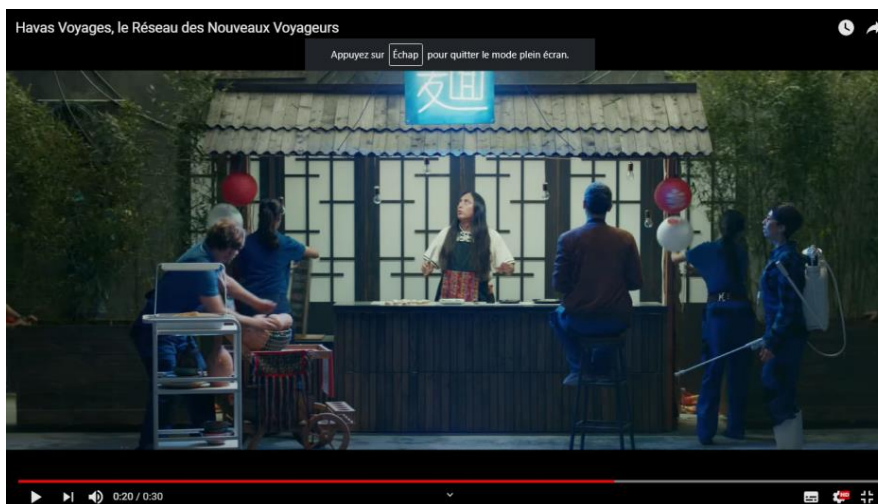 Havas Voyages, le Réseau des Nouveaux Voyageurs
Appuyez sur Échap pour quitter le mode plein écran.
麺
0:20 / 0:30
HD